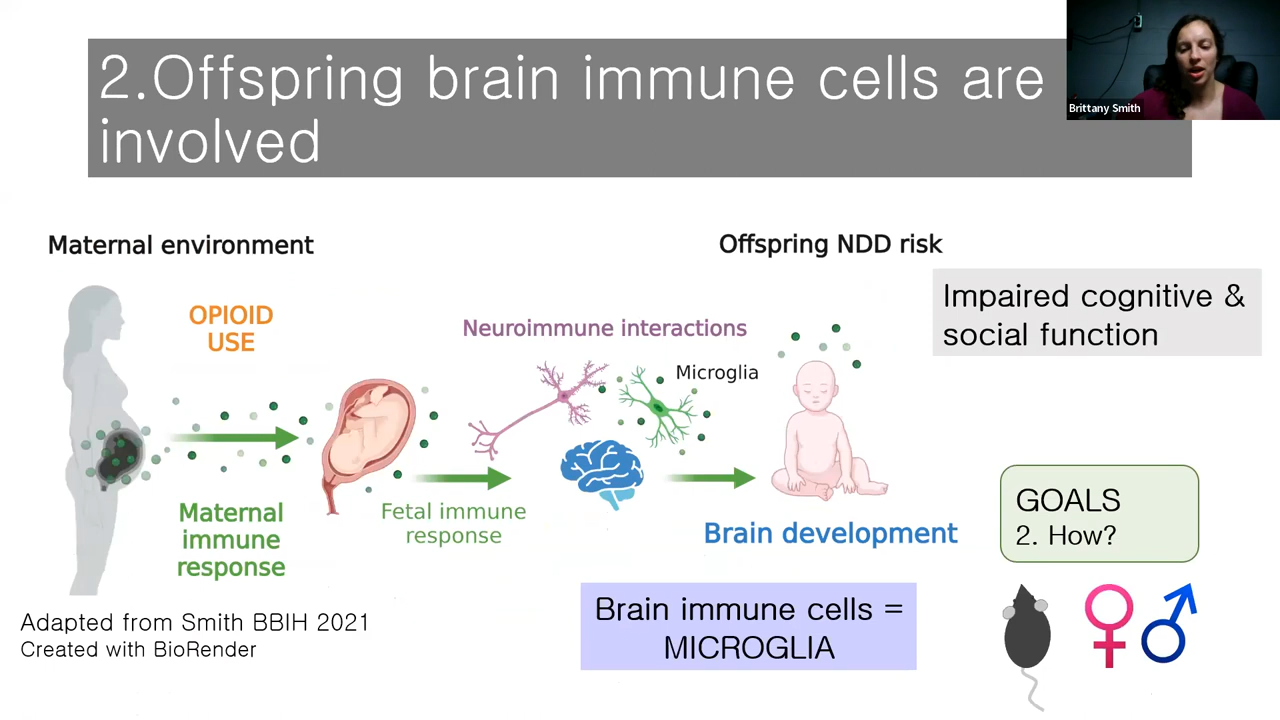 2.Offspring brain immune cells are
involved
Brittany Smith
Maternal environment
Offspring NDD risk
Impaired cognitive &
social function
OPIOID
USE
Neuroimmune interactions
Microglia
Maternal
immune
response
Fetal immune
response
Brain development
GOALS
2. How?
Brain immune cells =
MICROGLIA
Adapted from Smith BBIH 2021
Created with BioRender